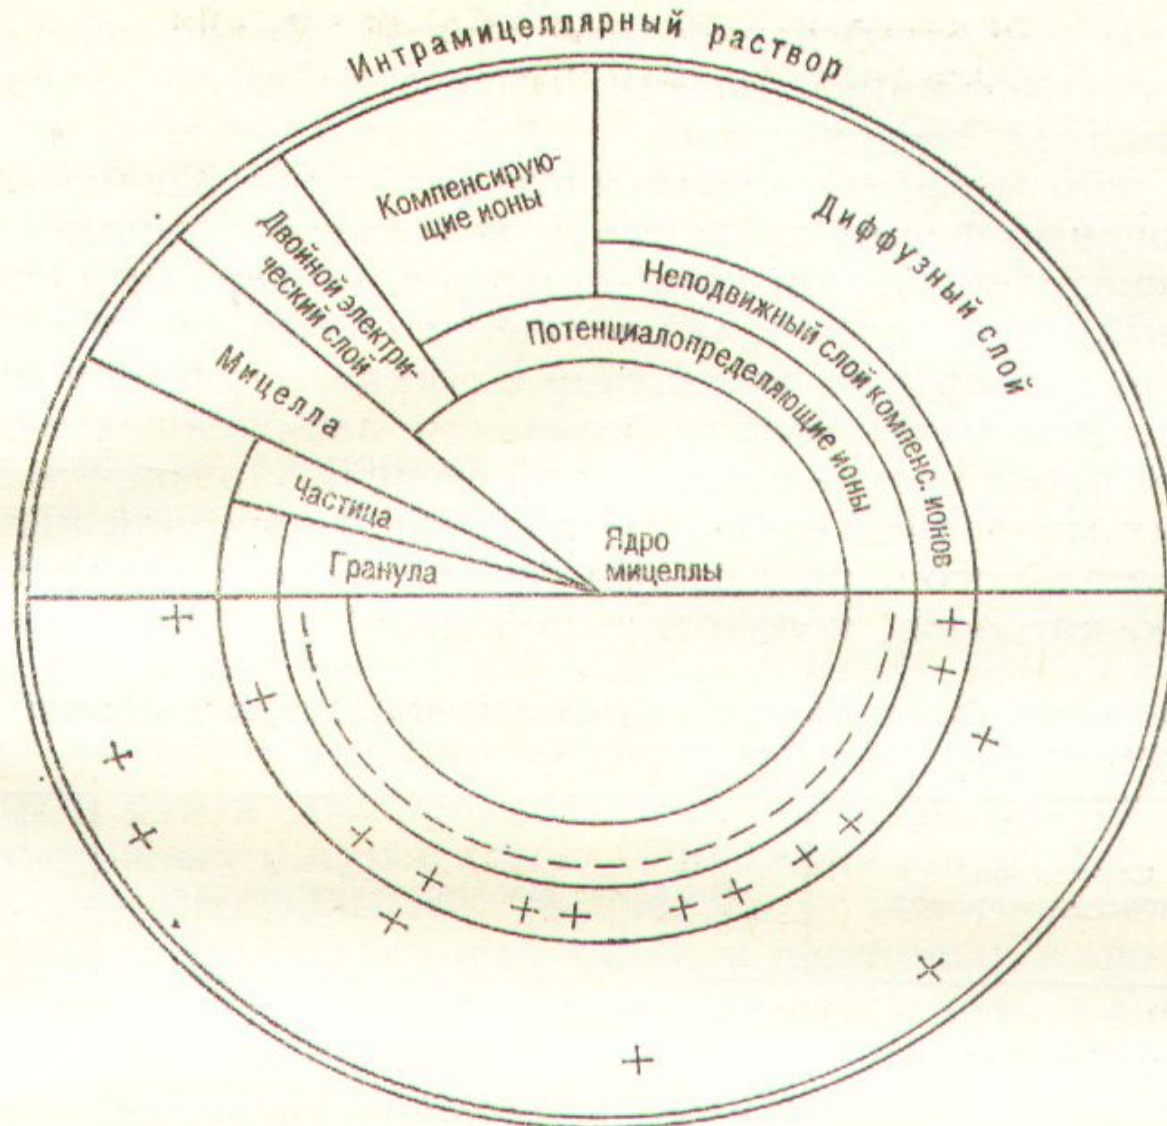 Интрамицеллярный раствор
Компенсирую-
щие ионы
Диффузный слой
Двойной электри-
ческий слой
Неподвижный слой компенс. ионов
Потенциалопределяющие ионы
Мицелла
Частица
Гранула
Ядро
мицеллы